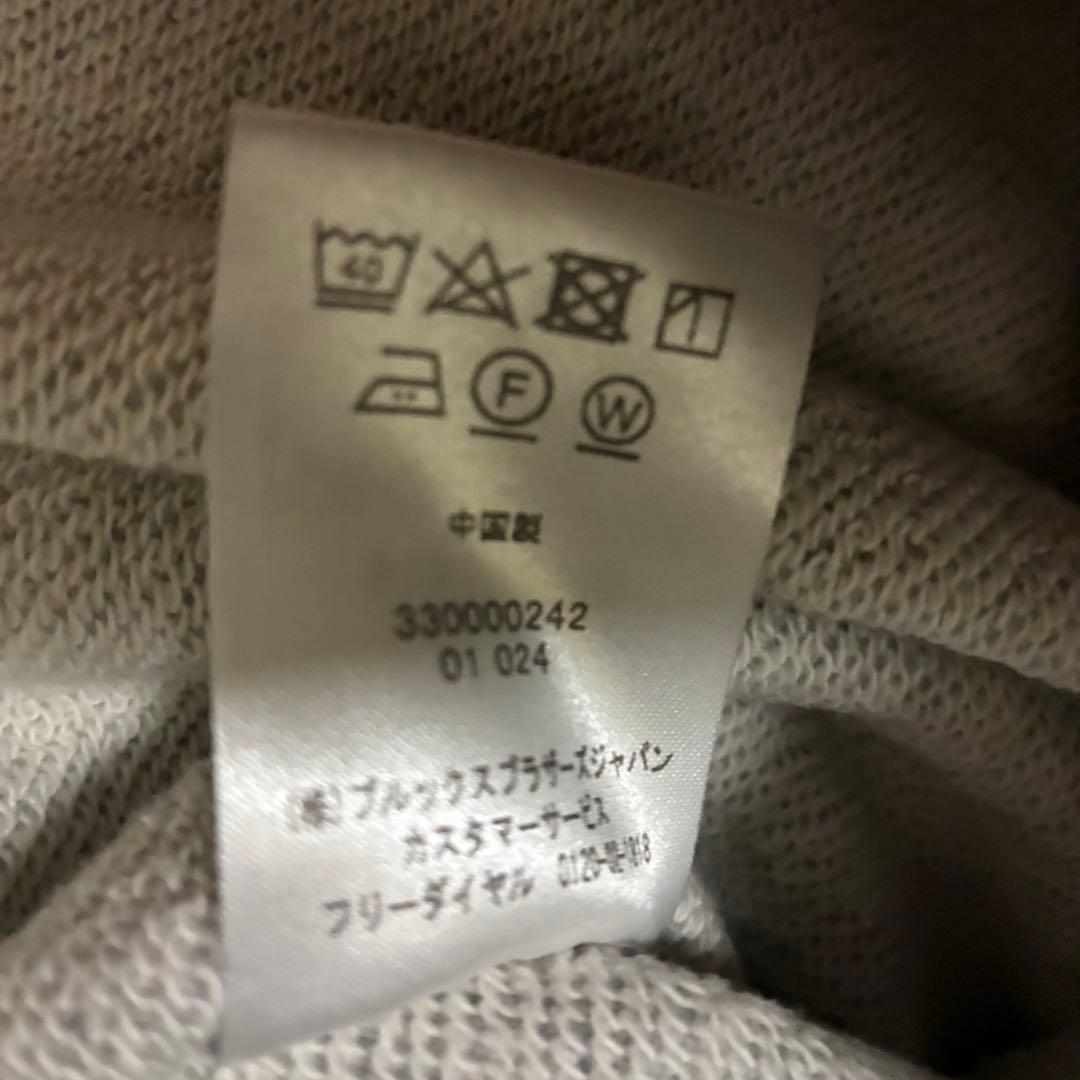 40
F W
中国製
330000242
01 024
(株)ブルックスブラザーズジャパン
カスタマーサービス
フリーダイヤル